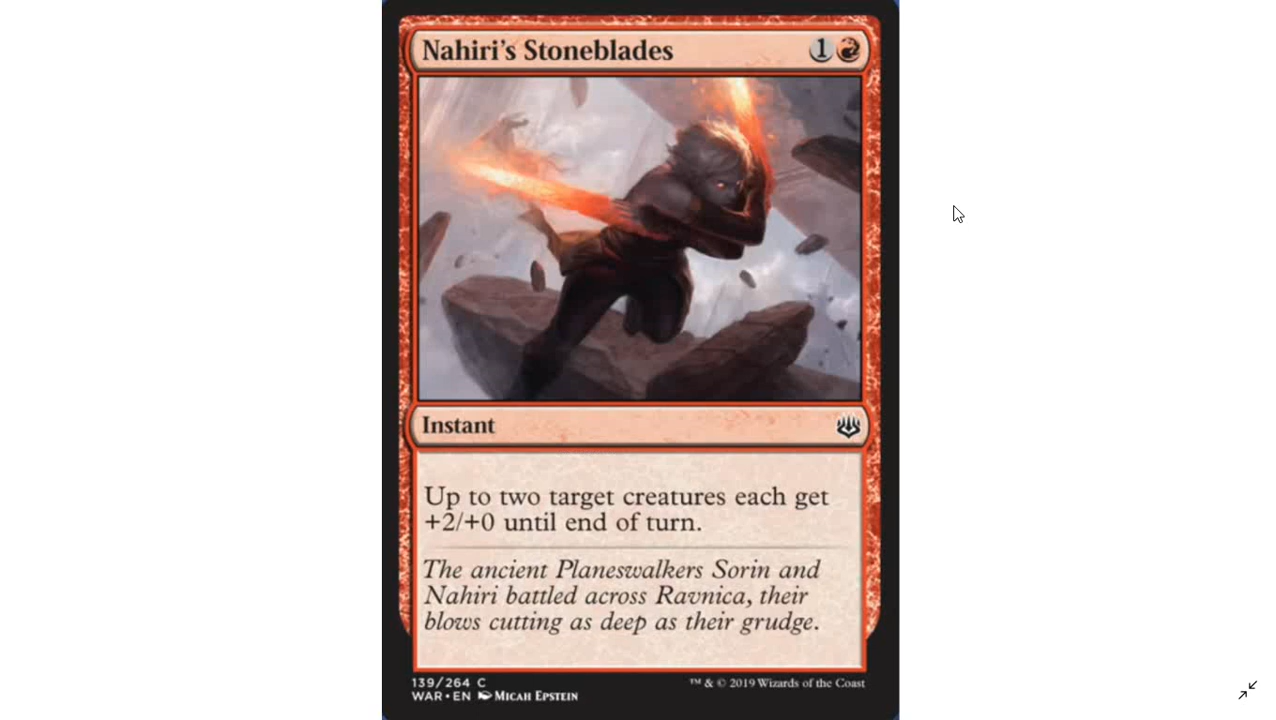 Nahiri's Stoneblades 1
Instant
Up to two target creatures each get
+2/+0 until end of turn.
The ancient Planeswalkers Sorin and
Nahiri battled across Ravnica, their
blows cutting as deep as their grudge.
139/264 C
WAR • EN Micah Epstein
™ & © 2019 Wizards of the Coast